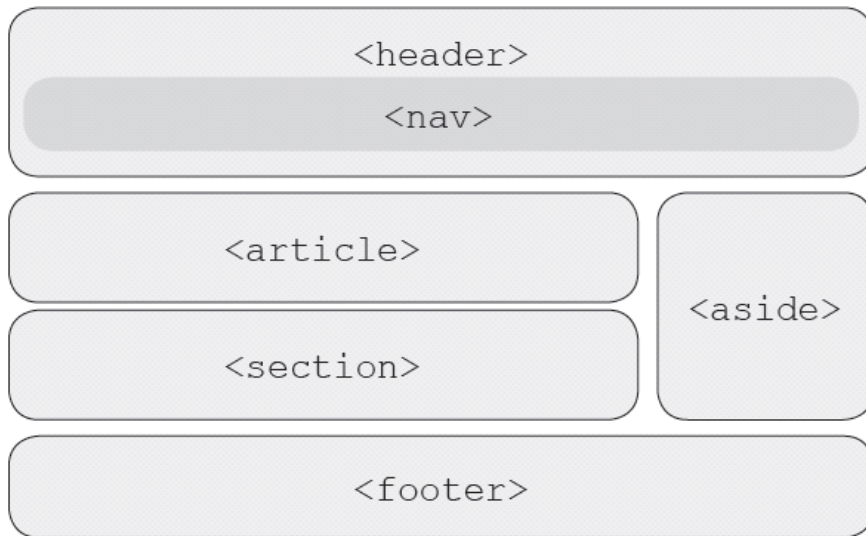 <header>
<nav>
<article>
<section>
<aside>
<footer>